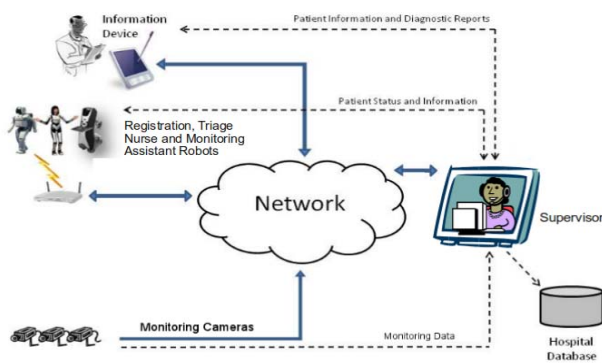 Patient Information and Diagnostic Reports
Information
Device
Patient Status and Information
Registration, Triage
Nurse and Monitoring
Assistant Robots
Network
Supervisor
Monitoring Cameras
Monitoring Data
Hospital
Database